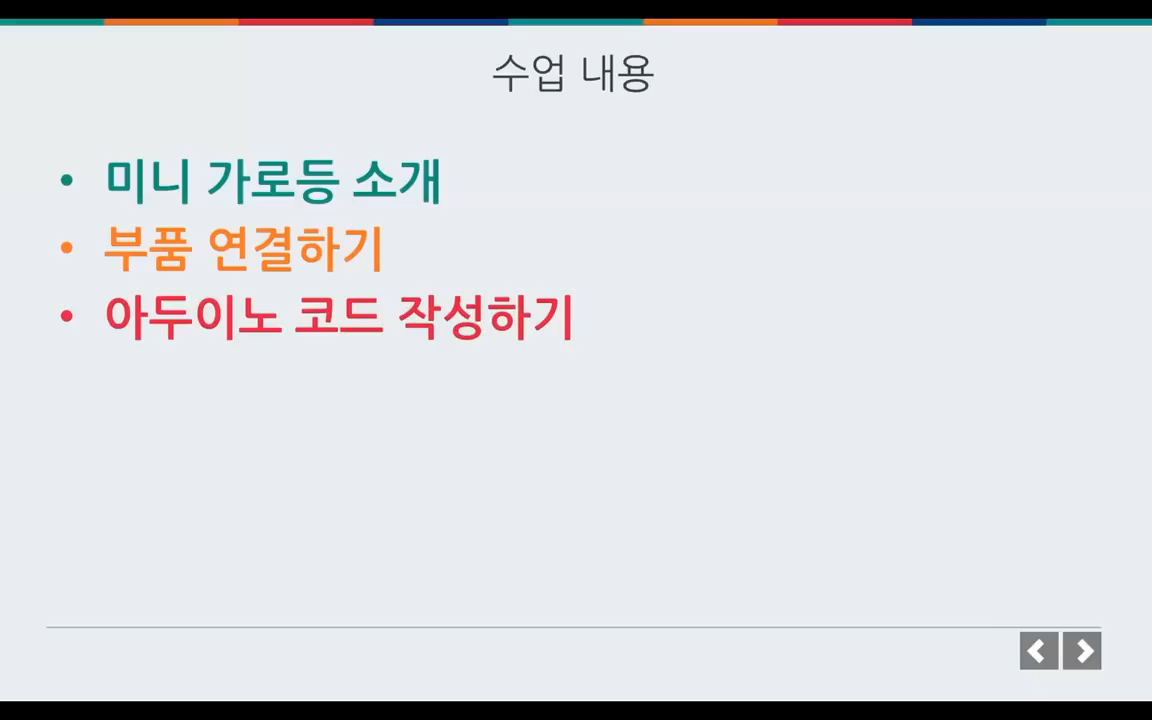 수업 내용
• 미니 가로등 소개
• 부품 연결하기
• 아두이노 코드 작성하기